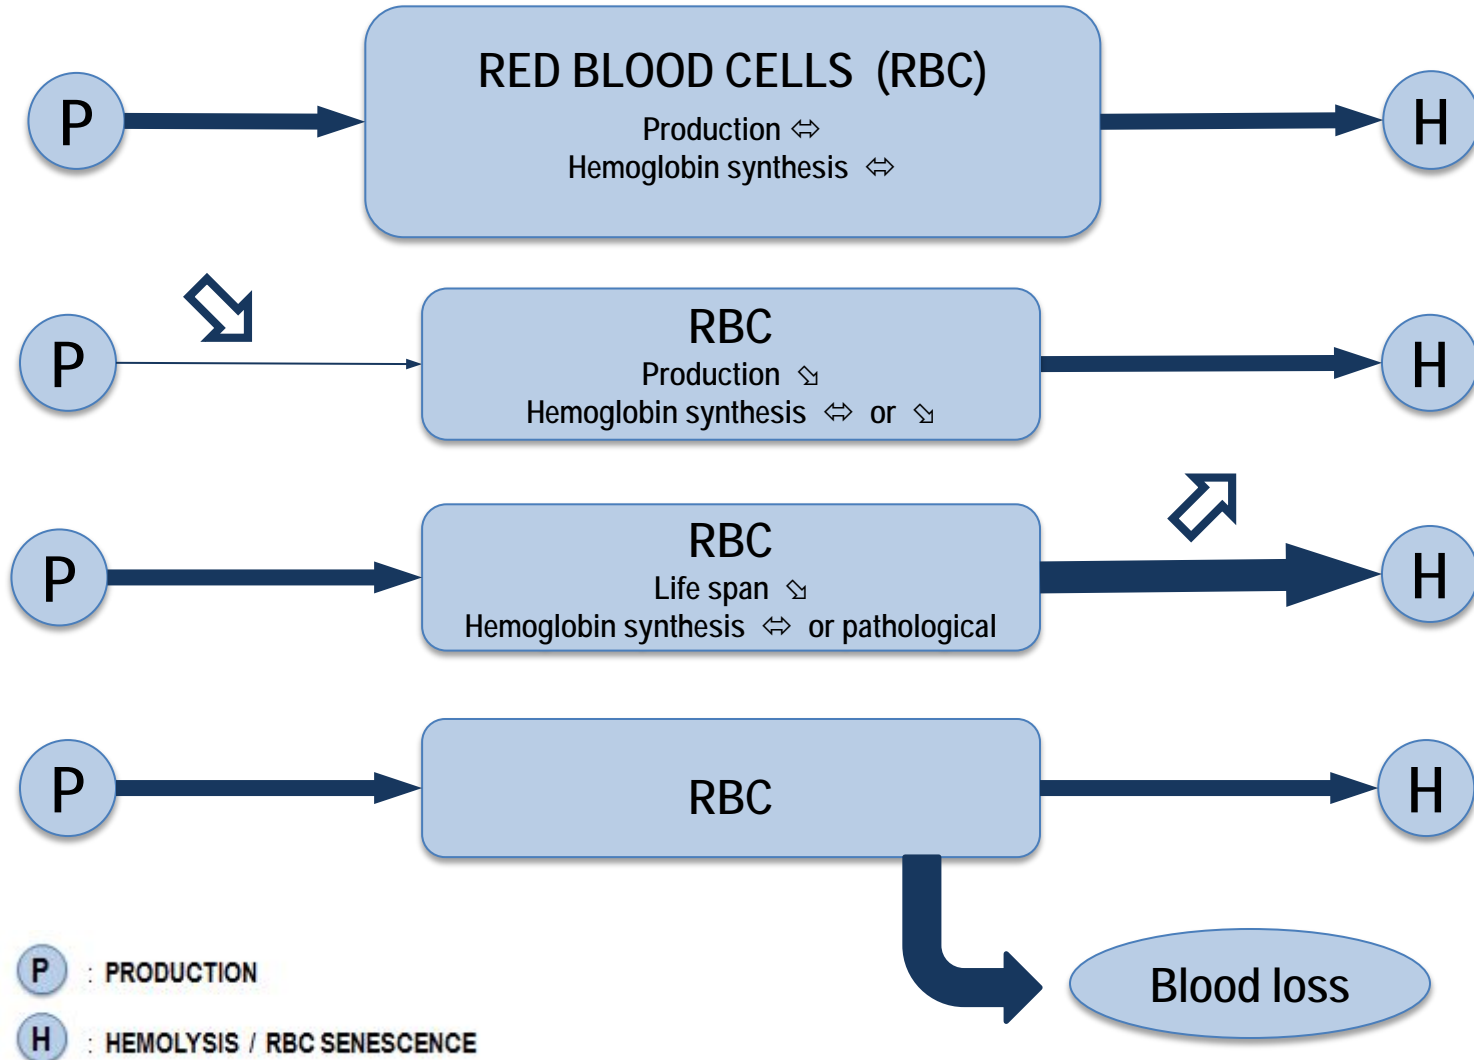 P
RED BLOOD CELLS (RBC)
Production ⇔
Hemoglobin synthesis ⇔
H
P
RBC
Production ⇘
Hemoglobin synthesis ⇔ or ⇘
H
P
RBC
Life span ⇘
Hemoglobin synthesis ⇔ or pathological
H
P
RBC
H
Blood loss
P : PRODUCTION
H : HEMOLYSIS / RBC SENESCENCE